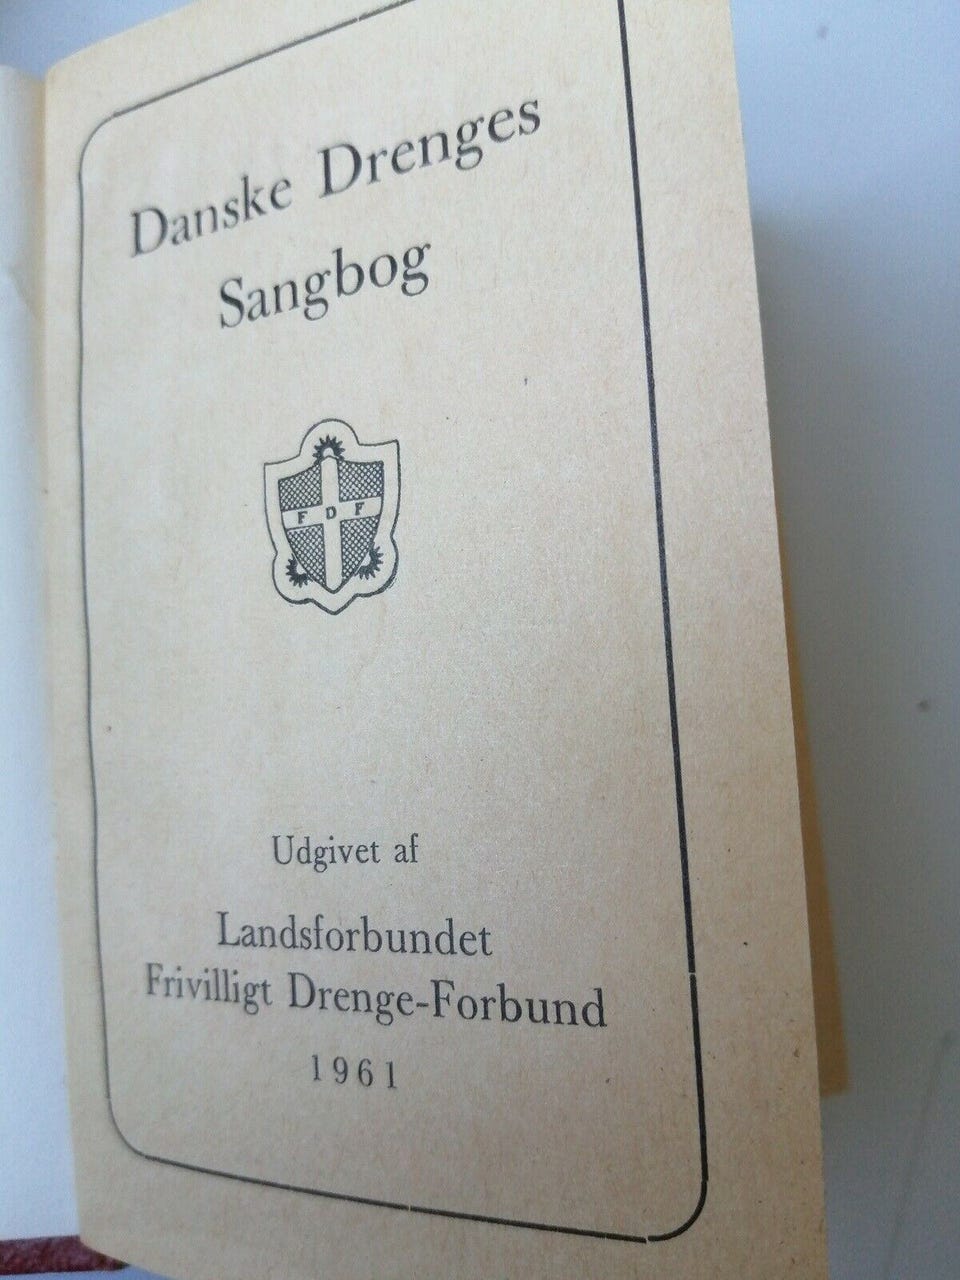 Danske Drenges
Sangbog
F D F
Udgivet af
Landsforbundet
Frivilligt Drenge-Forbund
1961